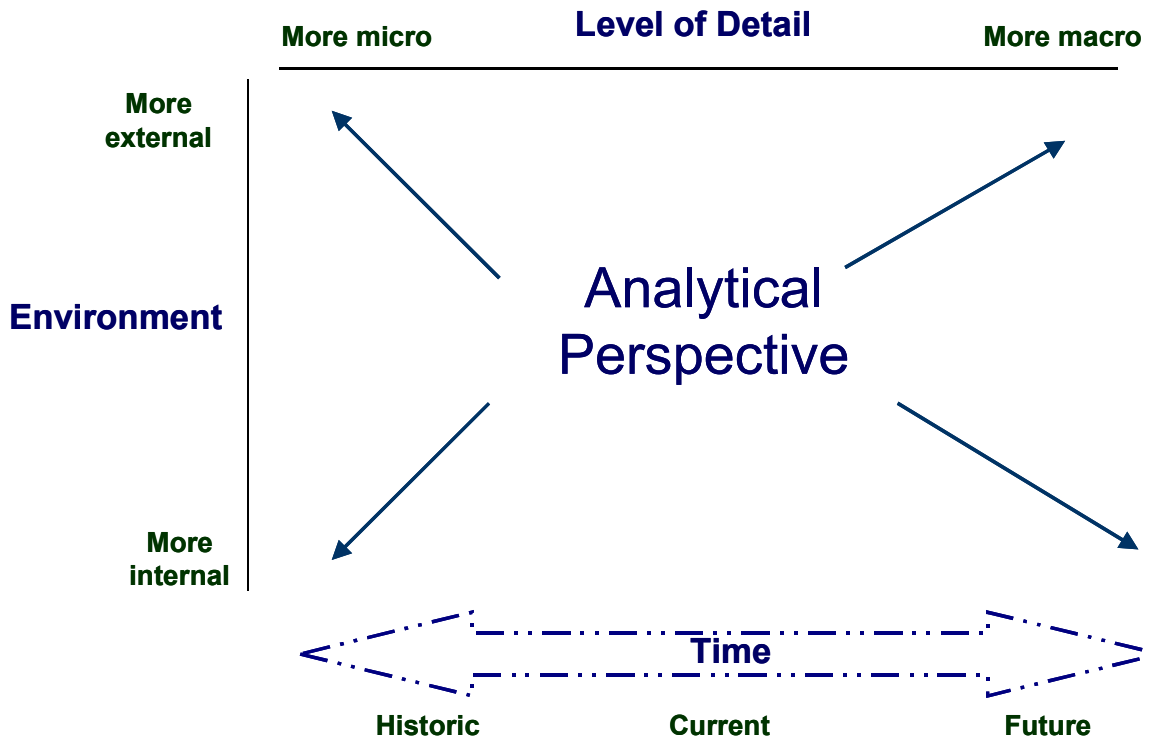 Level of Detail
More micro
More macro
More
external
Analytical
Perspective
Environment
More
internal
Time
Historic
Current
Future